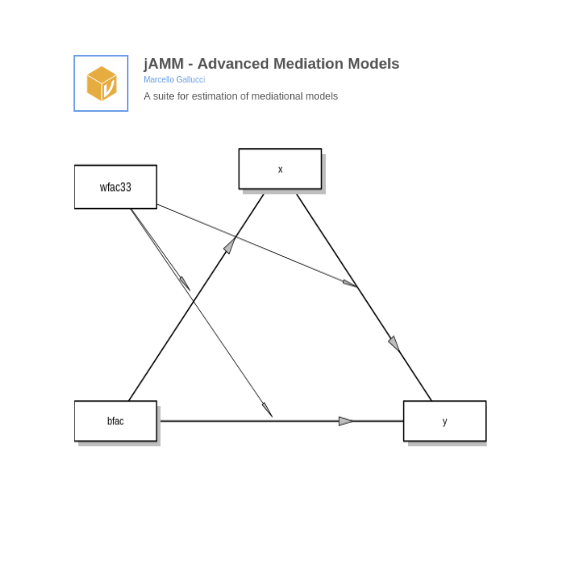 jAMM - Advanced Mediation Models
Marcello Gallucci
A suite for estimation of mediational models
x
wfac33
bfac
y